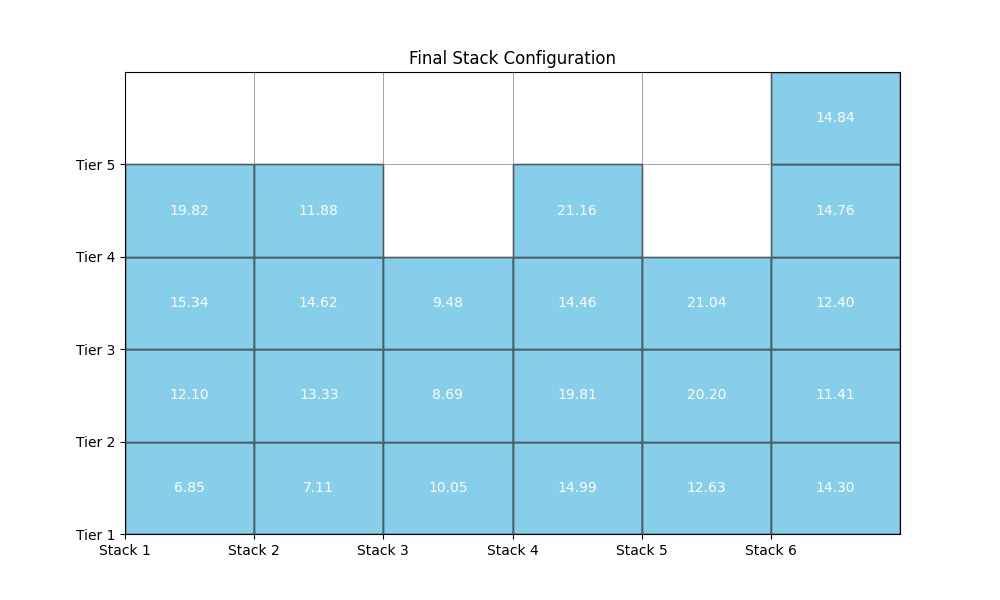 Final Stack Configuration
14.84
Tier 5
19.82 11.88 21.16 14.76
Tier 4
15.34 14.62 9.48 14.46 21.04 12.40
Tier 3
12.10 13.33 8.69 19.81 20.20 11.41
Tier 2
6.85 7.11 10.05 14.99 12.63 14.30
Tier 1
Stack 1 Stack 2 Stack 3 Stack 4 Stack 5 Stack 6